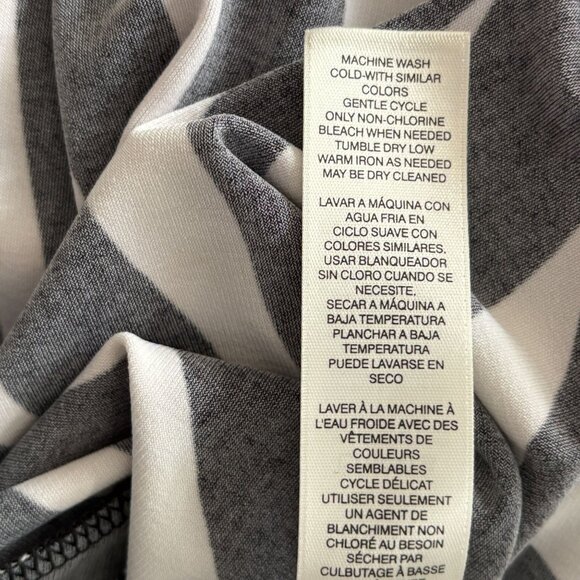 MACHINE WASH
COLD-WITH SIMILAR
COLORS
GENTLE CYCLE
ONLY NON-CHLORINE
BLEACH WHEN NEEDED
TUMBLE DRY LOW
WARM IRON AS NEEDED
MAY BE DRY CLEANED
LAVAR A MÁQUINA CON
AGUA FRIA EN
CICLO SUAVE CON
COLORES SIMILARES.
USAR BLANQUEADOR
SIN CLORO CUANDO SE
NECESITE,
SECAR A MÁQUINA A
BAJA TEMPERATURA
PLANCHAR A BAJA
TEMPERATURA
PUEDE LAVARSE EN
SECO
LAVER À LA MACHINE À
L'EAU FROIDE AVEC DES
VÊTEMENTS DE
COULEURS
SEMBLABLES
CYCLE DÉLICAT
UTILISER SEULEMENT
UN AGENT DE
BLANCHIMENT NON
CHLORÉ AU BESOIN
SÉCHER PAR
CULBUTAGE À BASSE